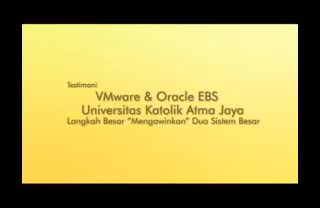 Testimoni
VMware & Oracle EBS
Universitas Katolik Atma Jaya
Langkah Besar "Mengawinkan" Dua Sistem Besar